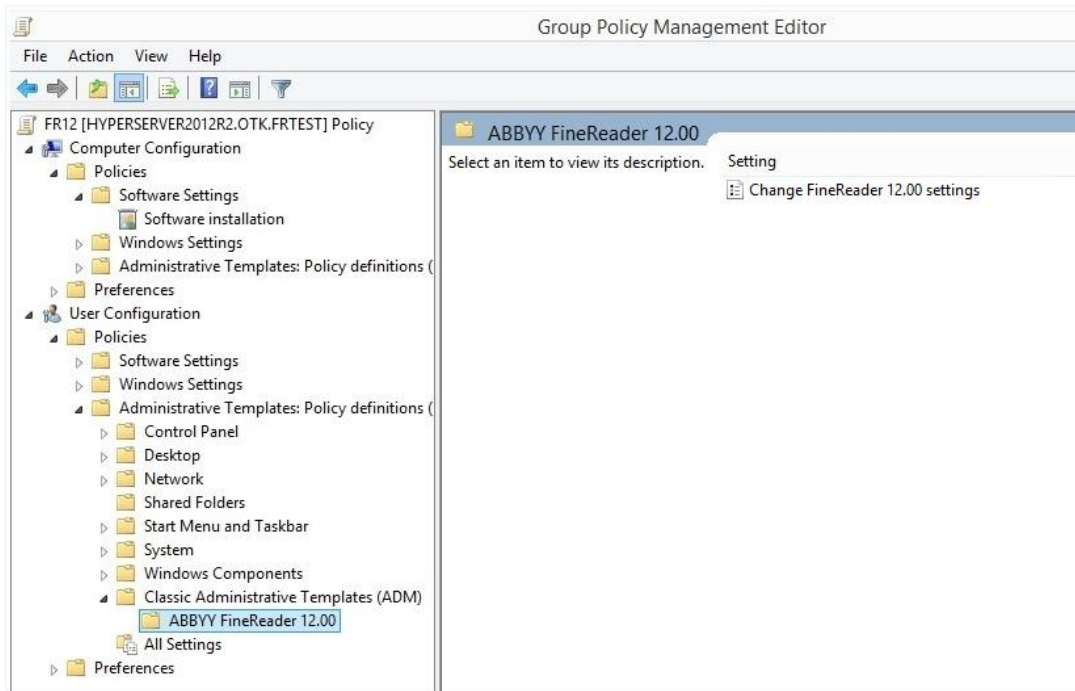 Group Policy Management Editor
File Action View Help
FR12 [HYPERSERVER2012R2.OTK.FRTEST] Policy
Computer Configuration
Policies
Software Settings
Software installation
Windows Settings
Administrative Templates: Policy definitions (
Preferences
User Configuration
Policies
Software Settings
Windows Settings
Administrative Templates: Policy definitions (
Control Panel
Desktop
Network
Shared Folders
Start Menu and Taskbar
System
Windows Components
Classic Administrative Templates (ADM)
ABBYY FineReader 12.00
All Settings
Preferences
ABBYY FineReader 12.00
Select an item to view its description.
Setting
Change FineReader 12.00 settings